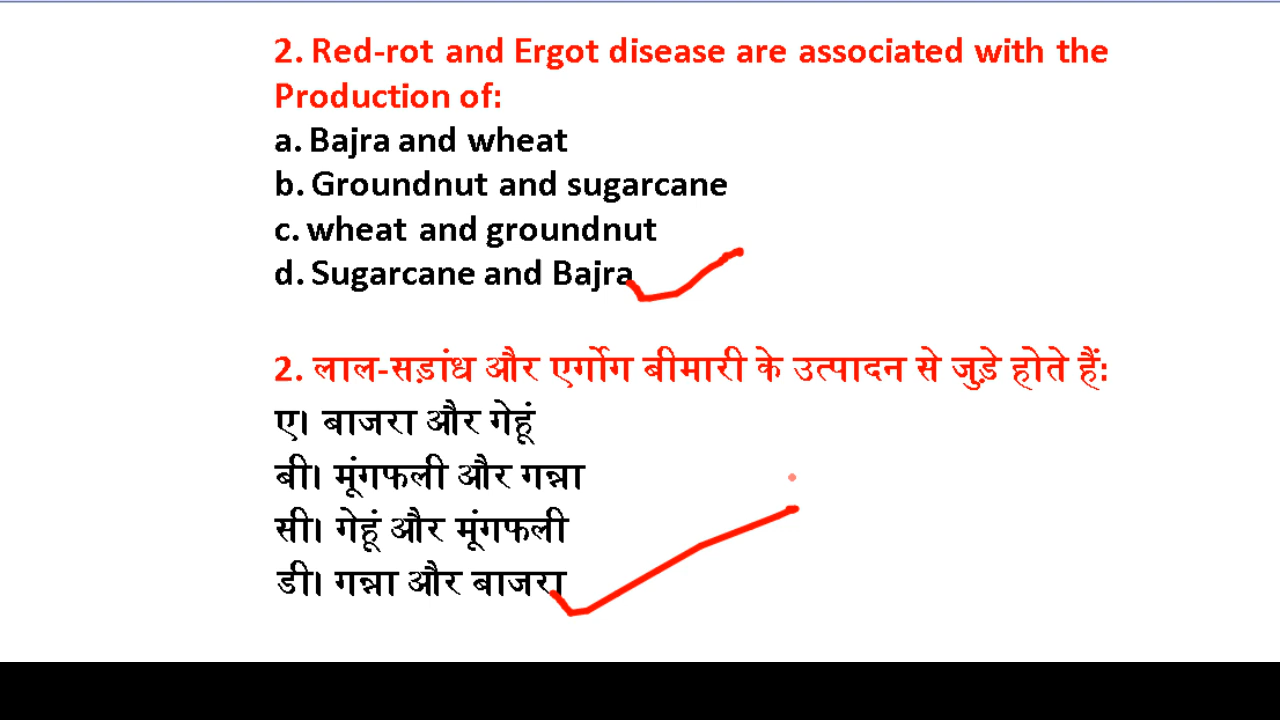 2. Red-rot and Ergot disease are associated with the
Production of:
a. Bajra and wheat
b. Groundnut and sugarcane
c. wheat and groundnut
d. Sugarcane and Bajra
2. लाल-सड़ांध और एर्गोग बीमारी के उत्पादन से जुड़े होते हैं:
ए। बाजरा और गेहूं
बी। मूंगफली और गन्ना
सी। गेहूं और मूंगफली
डी। गन्ना और बाजरा